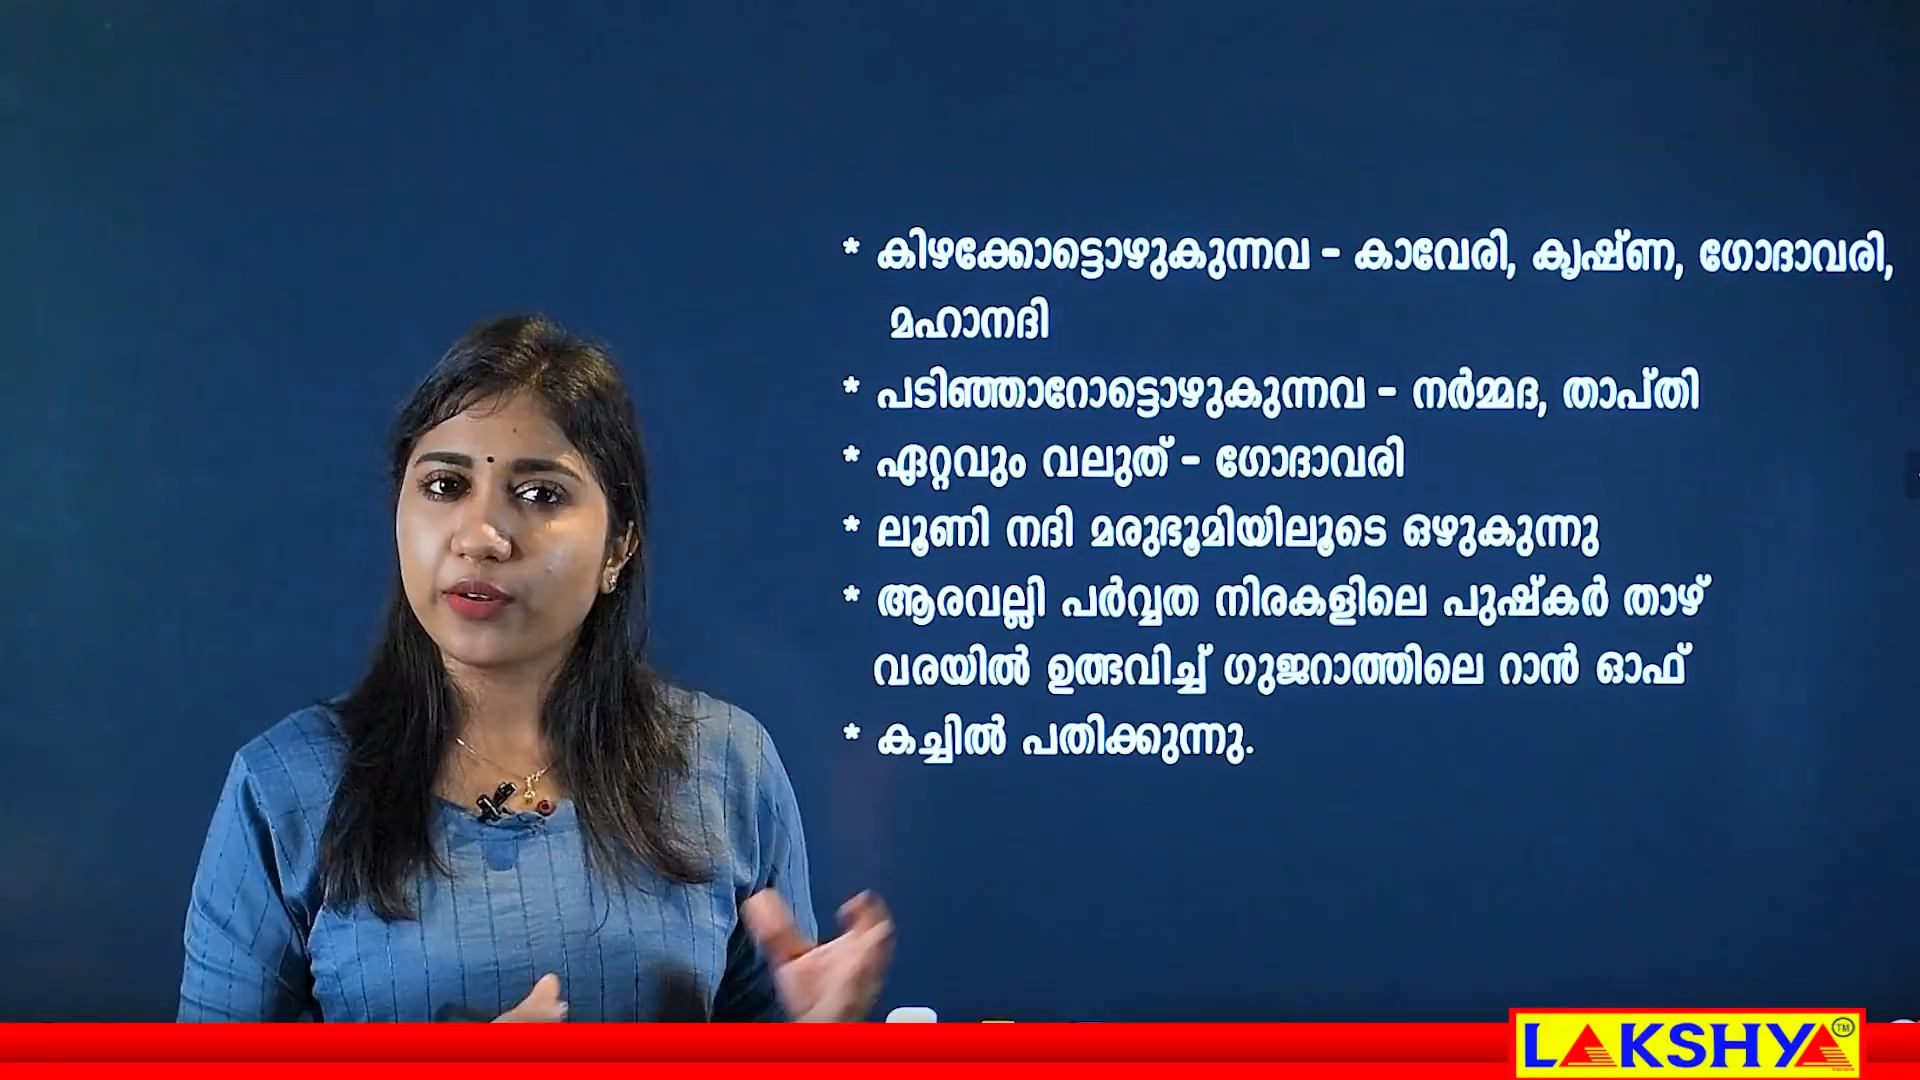 * കിഴക്കോട്ടൊഴുകുന്നവ - കാവേരി, കൃഷ്ണ, ഗോദാവരി,
മഹാനദി
* പടിഞ്ഞാറോട്ടൊഴുകുന്നവ - നർമ്മദ, താപ്തി
* ഏറ്റവും വലുത് - ഗോദാവരി
* ലൂണി നദി മരുഭൂമിയിലൂടെ ഒഴുകുന്നു
* ആരവല്ലി പർവ്വത നിരകളിലെ പുഷ്കർ താഴ്
വരയിൽ ഉത്ഭവിച്ച് ഗുജറാത്തിലെ റാൻ ഓഫ്
* കച്ചിൽ പതിക്കുന്നു.
LAKSHYA TM